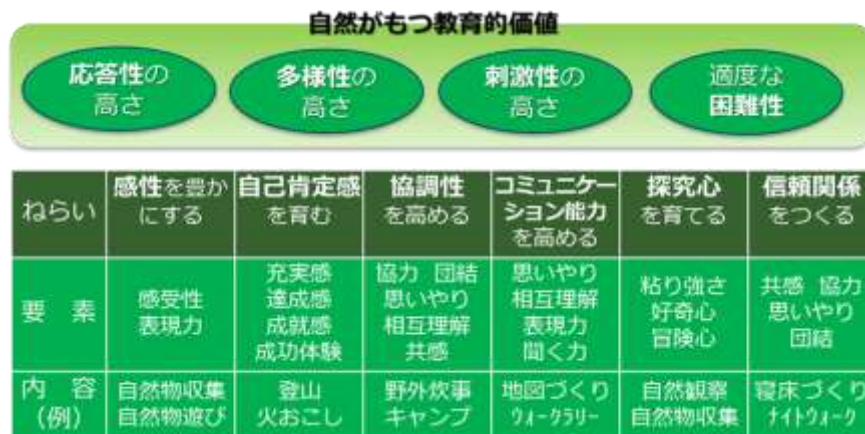 自然がもつ教育的価値
応答性の
高さ
多様性の
高さ
刺激性の
高さ
適度な
困難性
ねらい
感性を豊か
にする
自己肯定感
を育む
協調性
を高める
コミュニケー
ション能力
を高める
探究心
を育てる
信頼関係
をつくる
要 素
感受性
表現力
充実感
達成感
成就感
成功体験
協力 団結
思いやり
相互理解
共感
思いやり
相互理解
表現力
聞く力
粘り強さ
好奇心
冒険心
共感 協力
思いやり
団結
内 容
(例)
自然物収集
自然物遊び
登山
火おこし
野外炊事
キャンプ
地図づくり
ウォークラリー
自然観察
自然物収集
寝床づくり
ナイトウォーク